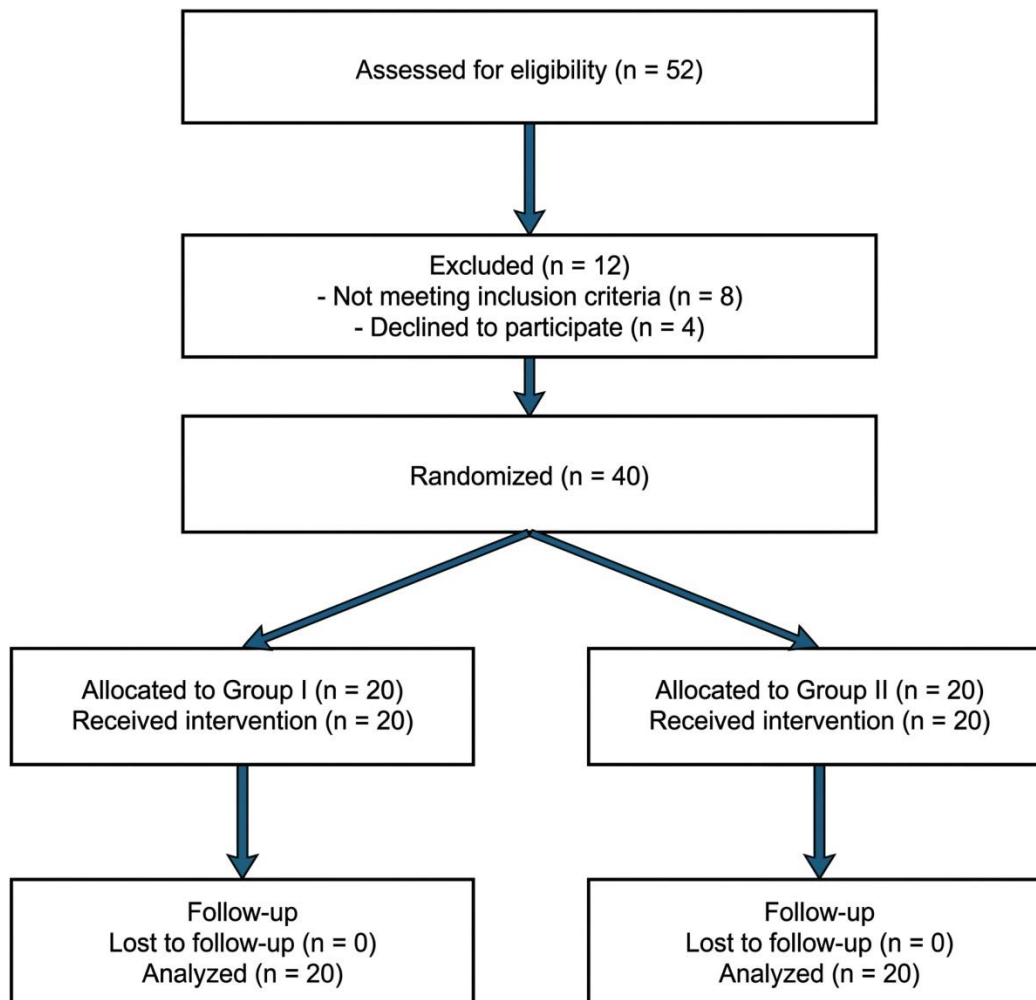 Assessed for eligibility (n = 52)
Excluded (n = 12)
- Not meeting inclusion criteria (n = 8)
- Declined to participate (n = 4)
Randomized (n = 40)
Allocated to Group I (n = 20)
Received intervention (n = 20)
Allocated to Group II (n = 20)
Received intervention (n = 20)
Follow-up
Lost to follow-up (n = 0)
Analyzed (n = 20)
Follow-up
Lost to follow-up (n = 0)
Analyzed (n = 20)